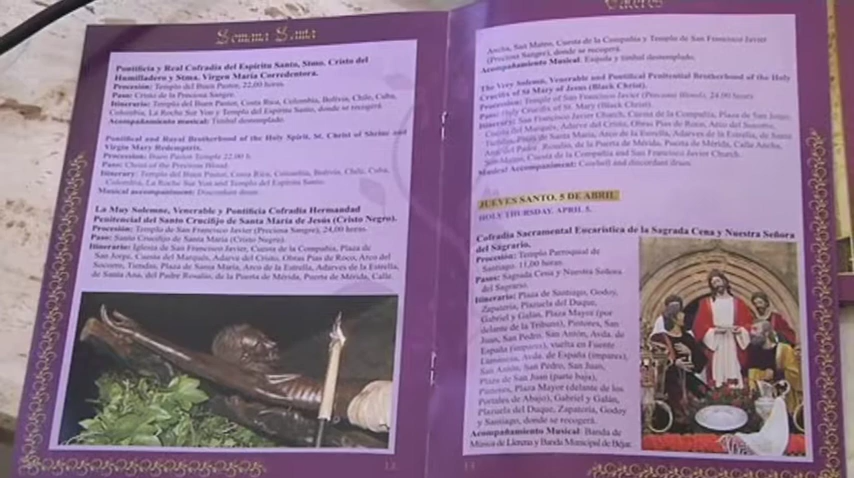 Semana Santa
Pontificia y Real Cofradía del Espíritu Santo, Stmo. Cristo del
Humilladero y Stma. Virgen María Corredentora.
Procesión: Templo del Buen Pastor, 22,00 horas.
Paso: Cristo de la Preciosa Sangre.
Itinerario: Templo del Buen Pastor, Costa Rica, Colombia, Bolivia, Chile, Cuba,
Colombia, La Roche Sur Yon y Templo del Espíritu Santo, donde se recogerá.
Acompañamiento musical: Timbal destemplado.
Pontifical and Royal Brotherhood of the Holy Spirit, St. Christ of Shrine and
Virgin Mary Redemptoris.
Procession: Buen Pastor Temple 22.00 h.
Paso: Christ of the Precious Blood.
Itinerary: Templo del Buen Pastor, Costa Rica, Colombia, Bolivia, Chile, Cuba,
Colombia, La Roche Sur Yon and Templo del Espíritu Santo.
Musical accompaniment: Discordant drum.
La Muy Solemne, Venerable y Pontificia Cofradía Hermandad
Penitencial del Santo Crucifijo de Santa María de Jesús (Cristo Negro).
Procesión: Templo de San Francisco Javier (Preciosa Sangre), 24,00 horas.
Paso: Santo Crucifijo de Santa María (Cristo Negro).
Itinerario: Iglesia de San Francisco Javier, Cuesta de la Compañía, Plaza de
San Jorge, Cuesta del Marqués, Adarve del Cristo, Obras Pías de Roco, Arco del
Socorro, Tiendas, Plaza de Santa María, Arco de la Estrella, Adarves de la Estrella,
de Santa Ana, del Padre Rosalío, de la Puerta de Mérida, Puerta de Mérida, Calle
Cáceres
Ancha, San Mateo, Cuesta de la Compañía y Templo de San Francisco Javier
(Preciosa Sangre), donde se recogerá.
Acompañamiento Musical: Esquila y timbal destemplado.
The Very Solemn, Venerable and Pontifical Penitential Brotherhood of the Holy
Crucifix of St Mary of Jesus (Black Christ).
Procession: Temple of San Francisco Javier (Precious Blood), 24.00 hours
Paso: Holy Crucifix of St. Mary (Black Christ).
Itinerary: San Francisco Javier Church, Cuesta de la Compañía, Plaza de San Jorge,
Cuesta del Marqués, Adarve del Cristo, Obras Pías de Roco, Arco del Socorro,
Tiendas, Plaza de Santa María, Arco de la Estrella, Adarves de la Estrella, de Santa
Ana, del Padre Rosalío, de la Puerta de Mérida, Puerta de Mérida, Calle Ancha,
San Mateo, Cuesta de la Compañía and San Francisco Javier Church.
Musical Accompaniment: Cowbell and discordant drum.
JUEVES SANTO. 5 DE ABRIL
HOLY THURSDAY. APRIL 5.
Cofradía Sacramental Eucarística de la Sagrada Cena y Nuestra Señora
del Sagrario.
Procesión: Templo Parroquial de
Santiago, 11,00 horas.
Pasos: Sagrada Cena y Nuestra Señora
del Sagrario.
Itinerario: Plaza de Santiago, Godoy,
Zapatería, Plazuela del Duque,
Gabriel y Galán, Plaza Mayor (por
delante de la Tribuna), Pintores, San
Juan, San Pedro, San Antón, Avda. de
España (impares), vuelta en Fuente
Luminosa, Avda. de España (impares),
San Antón, San Pedro, San Juan,
Plaza de San Juan (parte baja),
Pintores, Plaza Mayor (delante de los
Portales de Abajo), Gabriel y Galán,
Plazuela del Duque, Zapatería, Godoy
y Santiago, donde se recogerá.
Acompañamiento Musical: Banda de
Música de Llerena y Banda Municipal de Béjar.